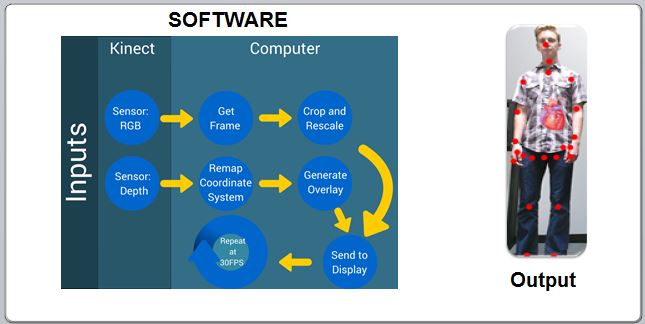 SOFTWARE
Kinect
Computer
Inputs
Sensor:
RGB
Get
Frame
Crop and
Rescale
Sensor:
Depth
Remap
Coordinate
System
Generate
Overlay
Repeat
at
30FPS
Send to
Display
Output